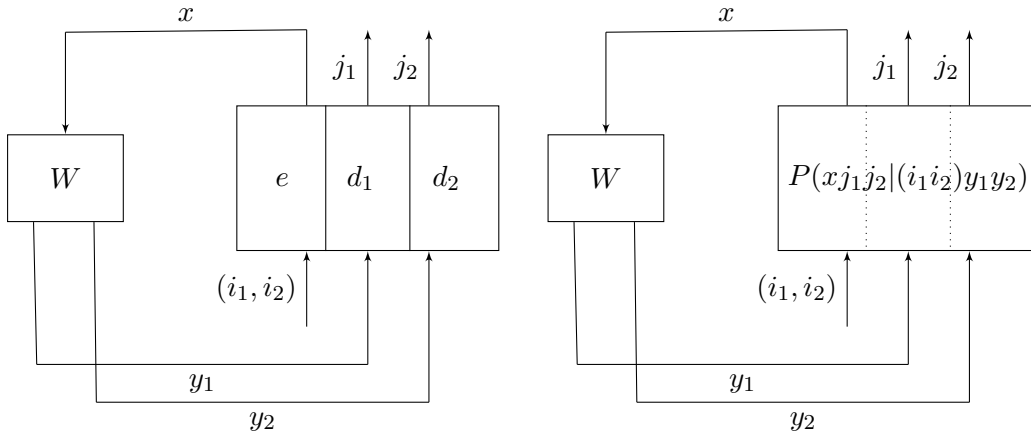 x
j₁
j₂
W
e
d₁
d₂
(i₁, i₂)
y₁
y₂
x
j₁
j₂
W
P(xj₁j₂|(i₁i₂)y₁y₂)
(i₁, i₂)
y₁
y₂